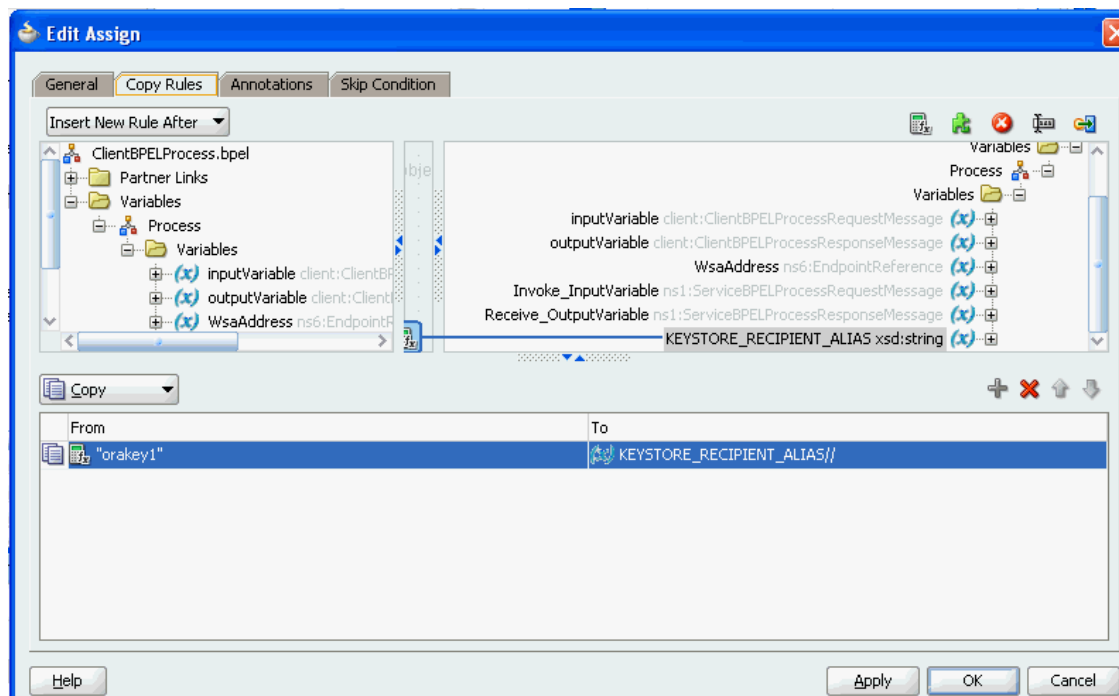 Edit Assign
General Copy Rules Annotations Skip Condition
Insert New Rule After
ClientBPELProcess.bpel
Partner Links
Variables
Process
Variables
(x) inputVariable client:ClientBF
(x) outputVariable client:Client
(x) WsaAddress ns6:EndpointR
bje
Variables
Process
Variables
inputVariable client:ClientBPELProcessRequestMessage (x)
outputVariable client:ClientBPELProcessResponseMessage (x)
WsaAddress ns6:EndpointReference (x)
Invoke_InputVariable ns1:ServiceBPELProcessRequestMessage (x)
Receive_OutputVariable ns1:ServiceBPELProcessResponseMessage (x)
KEYSTORE_RECIPIENT_ALIAS xsd:string (x)
Copy
From To
"orakey1" KEYSTORE_RECIPIENT_ALIAS//
Help Apply OK Cancel